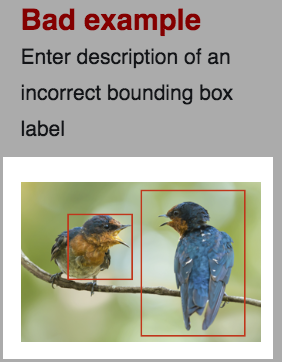 Bad example
Enter description of an
incorrect bounding box
label